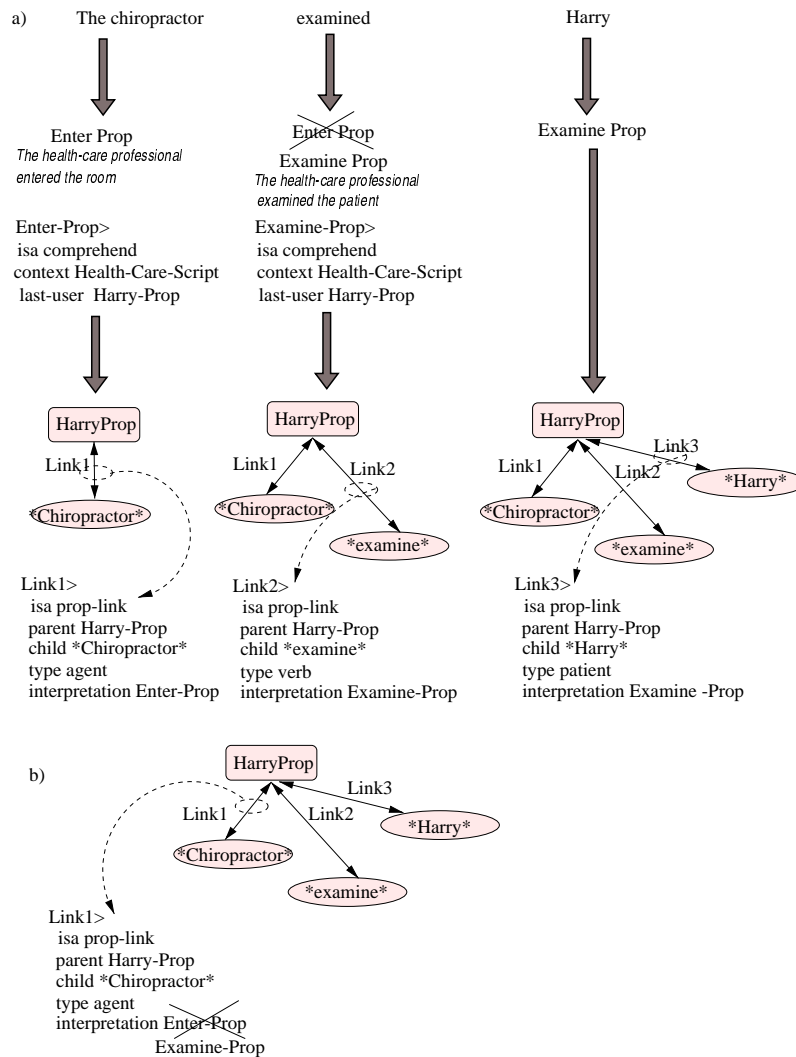 a)
The chiropractor
Enter Prop
The health-care professional
entered the room
Enter-Prop>
isa comprehend
context Health-Care-Script
last-user Harry-Prop
HarryProp
Link1
*Chiropractor*
Link1>
isa prop-link
parent Harry-Prop
child *Chiropractor*
type agent
interpretation Enter-Prop
examined
Enter Prop
Examine Prop
The health-care professional
examined the patient
Examine-Prop>
isa comprehend
context Health-Care-Script
last-user Harry-Prop
HarryProp
Link1
Link2
*Chiropractor*
*examine*
Link2>
isa prop-link
parent Harry-Prop
child *examine*
type verb
interpretation Examine-Prop
Harry
Examine Prop
HarryProp
Link3
Link1
Link2
*Harry*
*Chiropractor*
*examine*
Link3>
isa prop-link
parent Harry-Prop
child *Harry*
type patient
interpretation Examine -Prop
b)
HarryProp
Link3
Link1
Link2
*Harry*
*Chiropractor*
*examine*
Link1>
isa prop-link
parent Harry-Prop
child *Chiropractor*
type agent
interpretation Enter-Prop
Examine-Prop